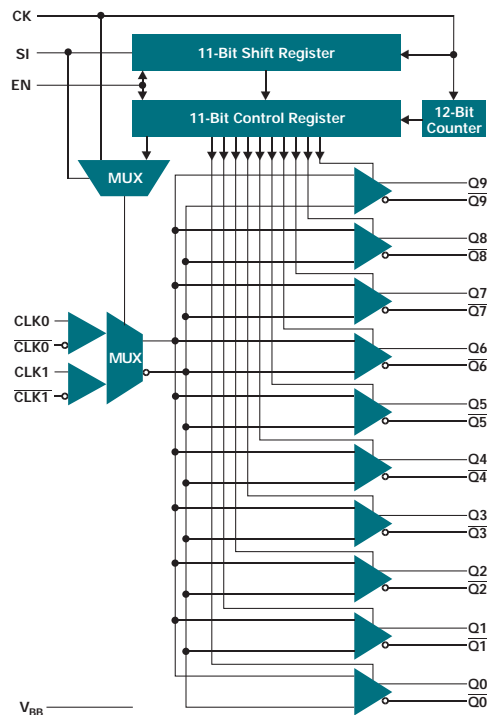 CK
SI
EN
11-Bit Shift Register
11-Bit Control Register
12-Bit
Counter
MUX
CLK0
CLK0
CLK1
CLK1
MUX
Q9
Q9
Q8
Q8
Q7
Q7
Q6
Q6
Q5
Q5
Q4
Q4
Q3
Q3
Q2
Q2
Q1
Q1
Q0
Q0
VBB